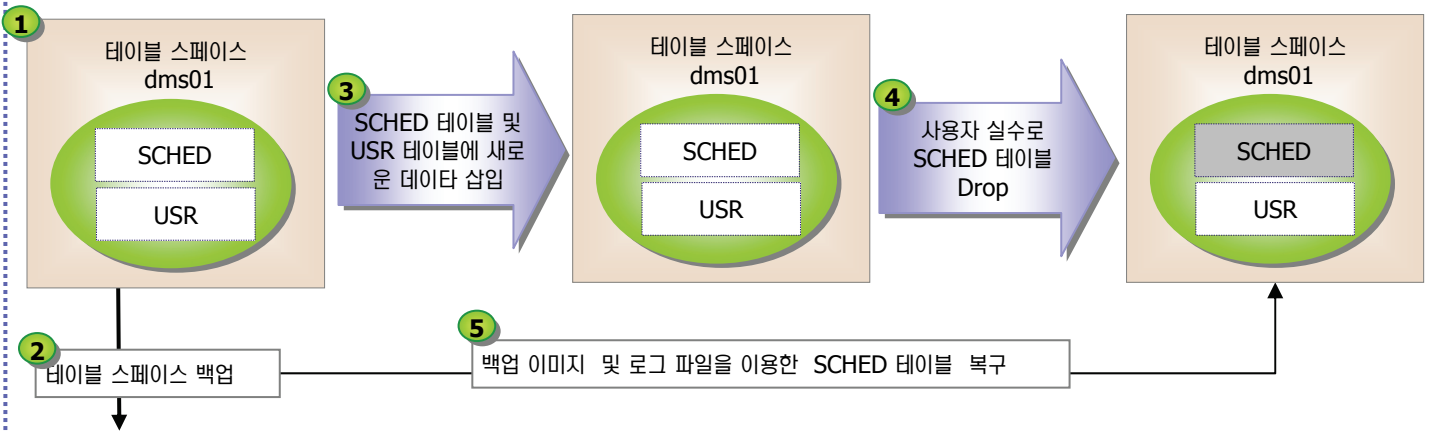 1
테이블 스페이스
dms01
SCHED
USR
3
SCHED 테이블 및
USR 테이블에 새로
운 데이타 삽입
테이블 스페이스
dms01
SCHED
USR
4
사용자 실수로
SCHED 테이블
Drop
테이블 스페이스
dms01
SCHED
USR
2
테이블 스페이스 백업
5
백업 이미지 및 로그 파일을 이용한 SCHED 테이블 복구